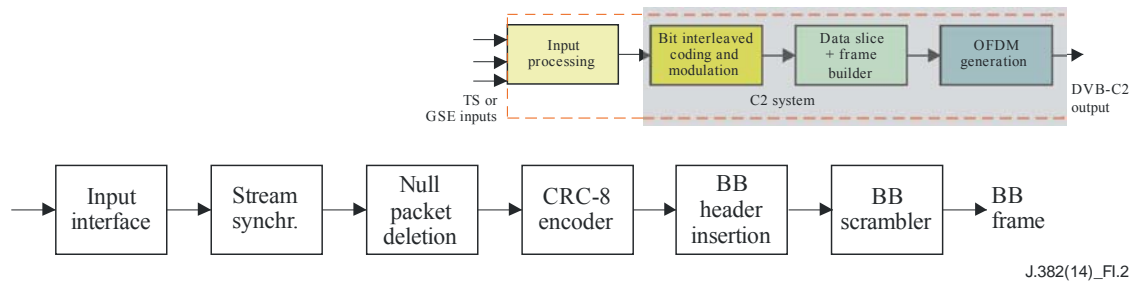 Input
processing
Bit interleaved
coding and
modulation
Data slice
+ frame
builder
OFDM
generation
TS or
GSE inputs
C2 system
DVB-C2
output
Input
interface
Stream
synchr.
Null
packet
deletion
CRC-8
encoder
BB
header
insertion
BB
scrambler
BB
frame
J.382(14)_FI.2